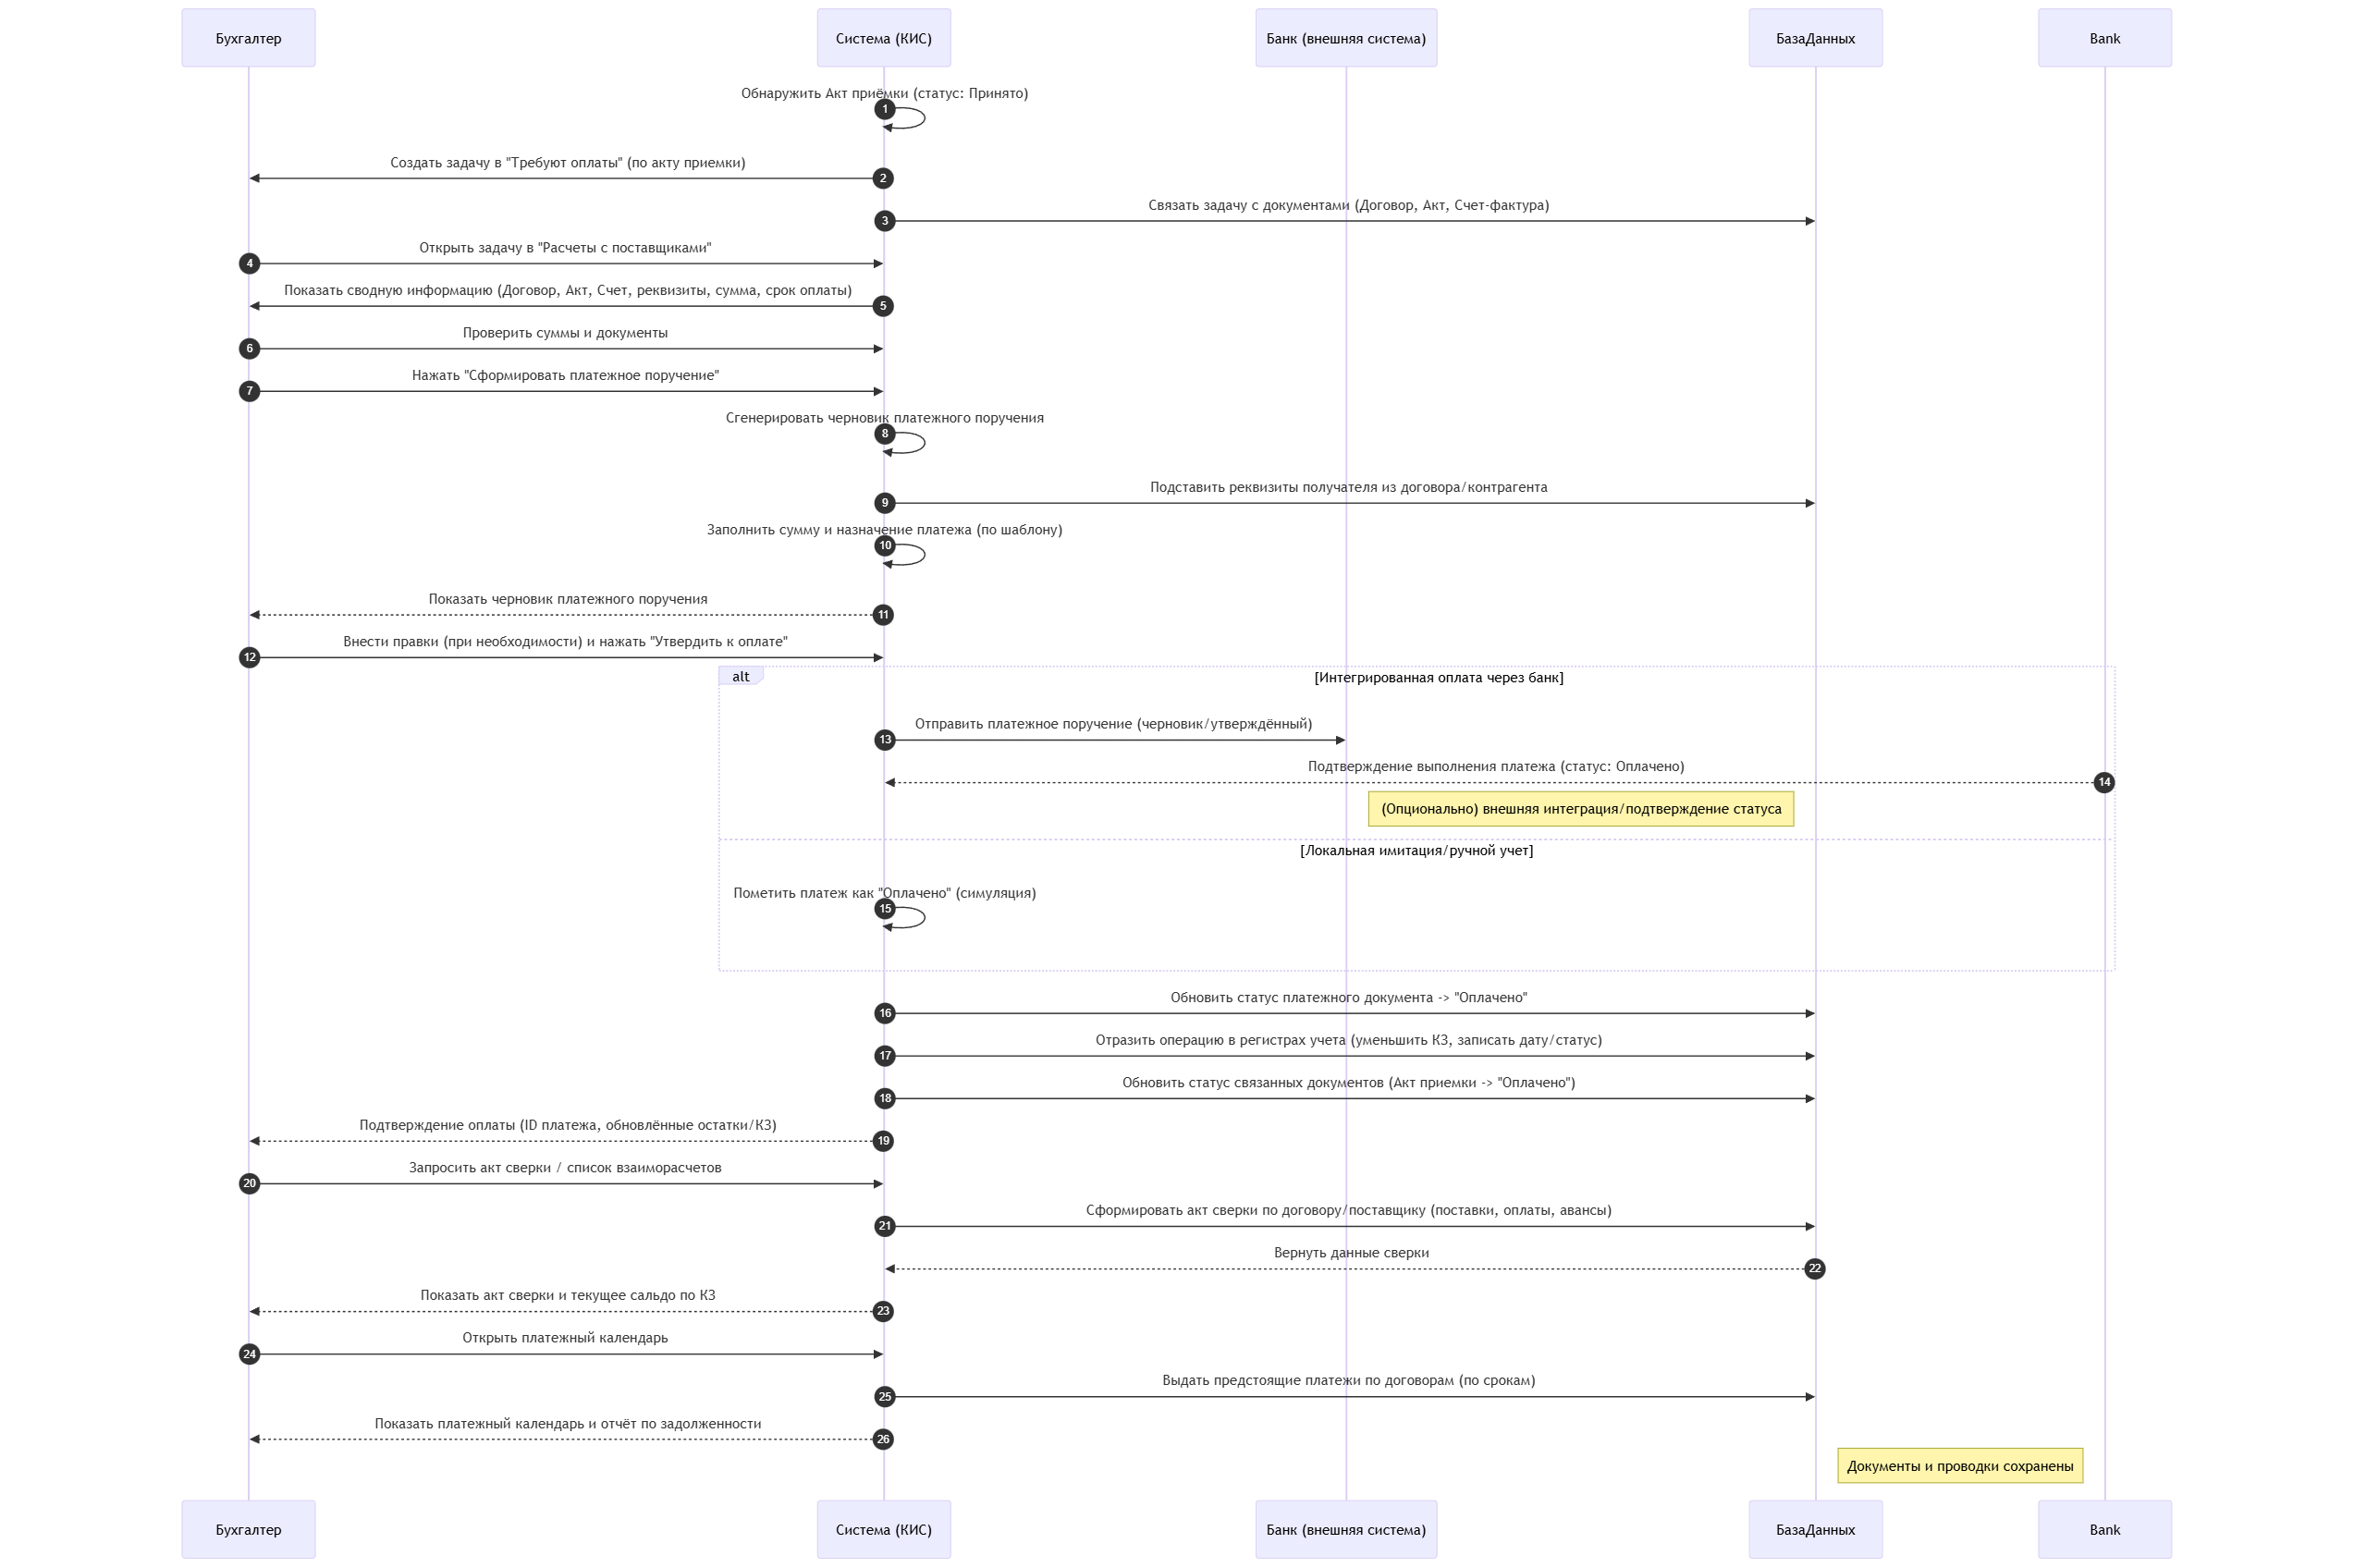 Бухгалтер
Система (КИС)
Банк (внешняя система)
БазаДанных
Bank
Обнаружить Акт приёмки (статус: Принято)
1
Создать задачу в "Требуют оплаты" (по акту приемки)
2
Связать задачу с документами (Договор, Акт, Счет-фактура)
3
Открыть задачу в "Расчеты с поставщиками"
4
Показать сводную информацию (Договор, Акт, Счет, реквизиты, сумма, срок оплаты)
5
Проверить суммы и документы
6
Нажать "Сформировать платежное поручение"
7
Сгенерировать черновик платежного поручения
8
Подставить реквизиты получателя из договора/контрагента
9
Заполнить сумму и назначение платежа (по шаблону)
10
Показать черновик платежного поручения
11
Внести правки (при необходимости) и нажать "Утвердить к оплате"
12
alt
[Интегрированная оплата через банк]
Отправить платежное поручение (черновик/утверждённый)
13
Подтверждение выполнения платежа (статус: Оплачено)
14
(Опционально) внешняя интеграция/подтверждение статуса
[Локальная имитация/ручной учет]
Пометить платеж как "Оплачено" (симуляция)
15
Обновить статус платежного документа -> "Оплачено"
16
Отразить операцию в регистрах учета (уменьшить КЗ, записать дату/статус)
17
Обновить статус связанных документов (Акт приемки -> "Оплачено")
18
Подтверждение оплаты (ID платежа, обновлённые остатки/КЗ)
19
Запросить акт сверки / список взаиморасчетов
20
Сформировать акт сверки по договору/поставщику (поставки, оплаты, авансы)
21
Вернуть данные сверки
22
Показать акт сверки и текущее сальдо по КЗ
23
Открыть платежный календарь
24
Выдать предстоящие платежи по договорам (по срокам)
25
Показать платежный календарь и отчёт по задолженности
26
Документы и проводки сохранены
Бухгалтер
Система (КИС)
Банк (внешняя система)
БазаДанных
Bank